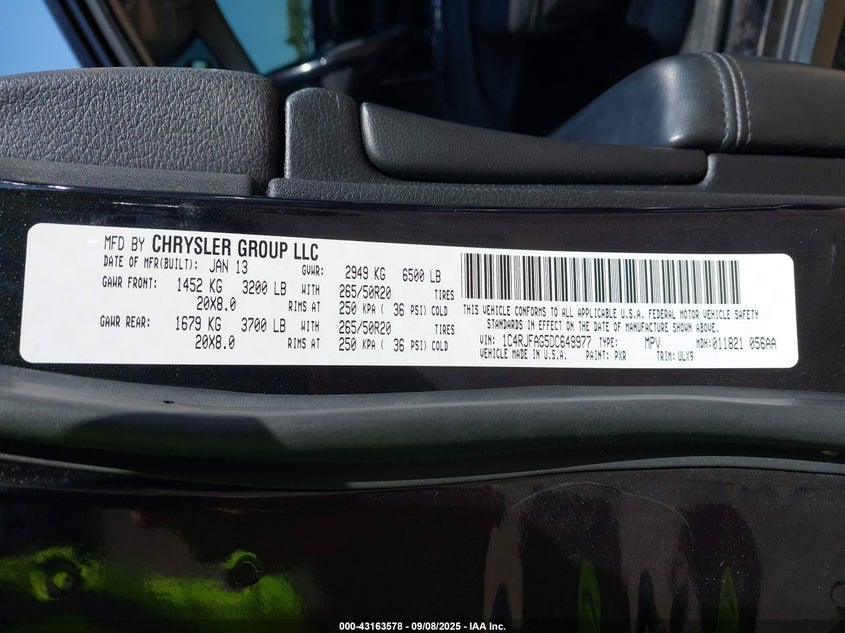 MFD BY CHRYSLER GROUP LLC
DATE OF MFR(BUILT): JAN 13 GVWR: 2949 KG 6500 LB
GAWR FRONT: 1452 KG 3200 LB WITH 265/50R20 TIRES
20X8.0 RIMS AT 250 KPA ( 36 PSI) COLD
GAWR REAR: 1679 KG 3700 LB WITH 265/50R20 TIRES
20X8.0 RIMS AT 250 KPA ( 36 PSI) COLD
THIS VEHICLE CONFORMS TO ALL APPLICABLE U.S.A. FEDERAL MOTOR VEHICLE SAFETY
STANDARDS IN EFFECT ON THE DATE OF MANUFACTURE SHOWN ABOVE.
VIN: 1C4RJFAG5DC649977 TYPE: MPV MDH: 011821 056AA
VEHICLE MADE IN U.S.A. PAINT: PXR TRIM: ULX9
000-43163578 - 09/08/2025 - IAA Inc.